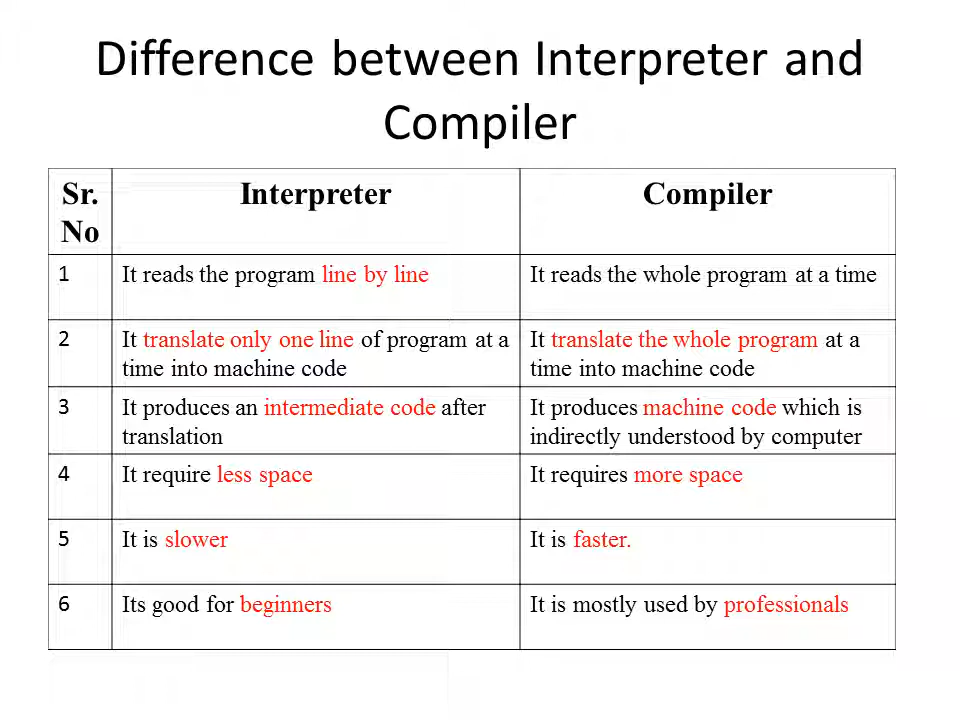 Difference between Interpreter and
Compiler
Sr.
No
Interpreter
Compiler
1
It reads the program line by line
It reads the whole program at a time
2
It translate only one line of program at a
time into machine code
It translate the whole program at a
time into machine code
3
It produces an intermediate code after
translation
It produces machine code which is
indirectly understood by computer
4
It require less space
It requires more space
5
It is slower
It is faster.
6
Its good for beginners
It is mostly used by professionals